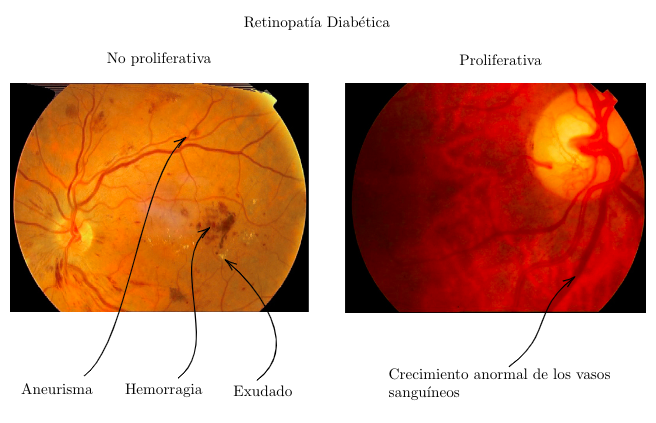 Retinopatía Diabética
No proliferativa
Proliferativa
Aneurisma
Hemorragia
Exudado
Crecimiento anormal de los vasos
sanguíneos